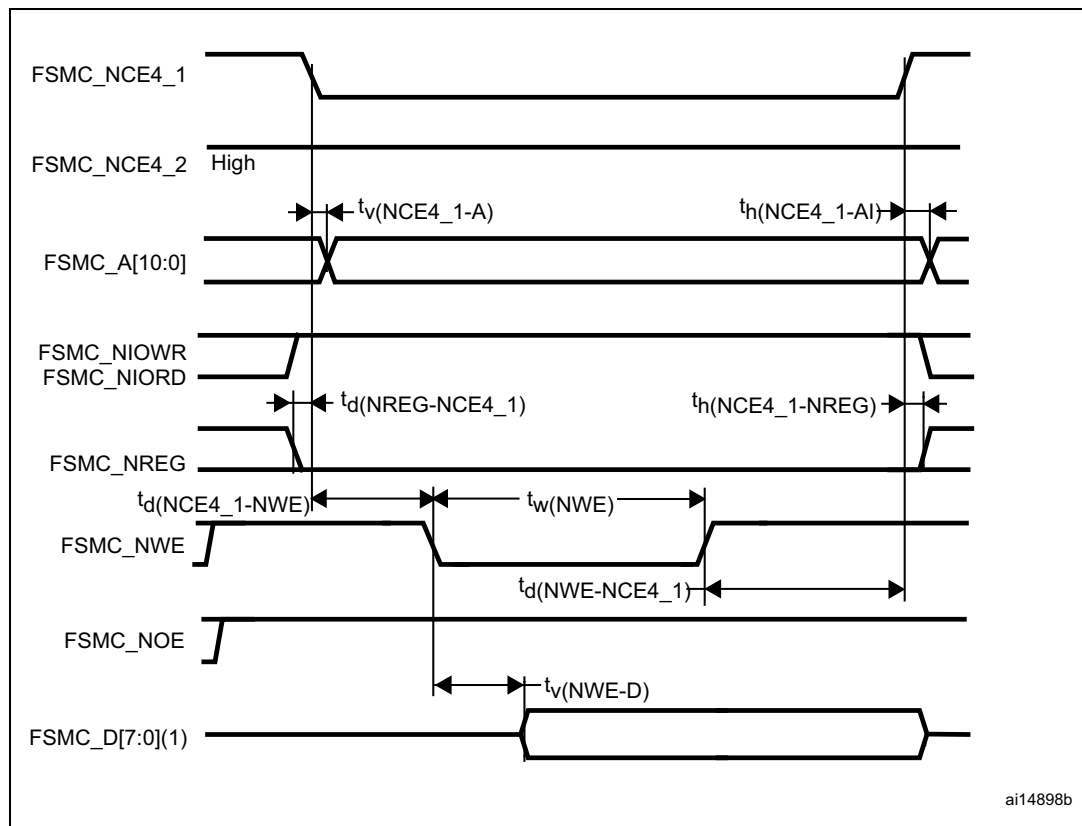 FSMC_NCE4_1
FSMC_NCE4_2 High
tv(NCE4_1-A) th(NCE4_1-AI)
FSMC_A[10:0]
FSMC_NIOWR
FSMC_NIORD
td(NREG-NCE4_1) th(NCE4_1-NREG)
FSMC_NREG
td(NCE4_1-NWE) tw(NWE)
FSMC_NWE
td(NWE-NCE4_1)
FSMC_NOE
tv(NWE-D)
FSMC_D[7:0](1)
ai14898b